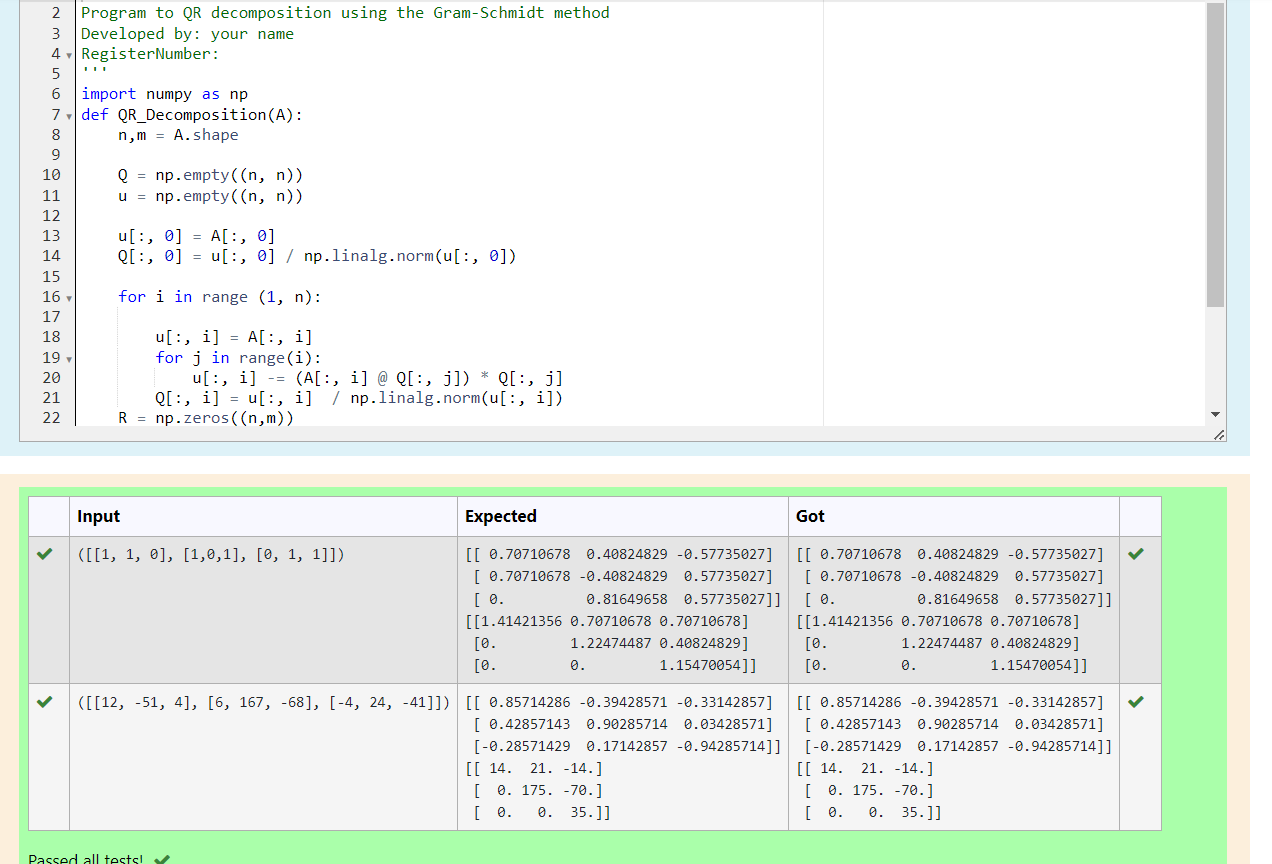 2 Program to QR decomposition using the Gram-Schmidt method
3 Developed by: your name
4 RegisterNumber:
5 '''
6 import numpy as np
7 def QR_Decomposition(A):
8     n,m = A.shape
9
10     Q = np.empty((n, n))
11     u = np.empty((n, n))
12
13     u[:, 0] = A[:, 0]
14     Q[:, 0] = u[:, 0] / np.linalg.norm(u[:, 0])
15
16     for i in range (1, n):
17
18         u[:, i] = A[:, i]
19         for j in range(i):
20             u[:, i] -= (A[:, i] @ Q[:, j]) * Q[:, j]
21         Q[:, i] = u[:, i]  / np.linalg.norm(u[:, i])
22     R = np.zeros((n,m))
Input Expected Got
([[1, 1, 0], [1,0,1], [0, 1, 1]]) [[ 0.70710678  0.40824829 -0.57735027] [[ 0.70710678  0.40824829 -0.57735027]
[ 0.70710678 -0.40824829  0.57735027] [ 0.70710678 -0.40824829  0.57735027]
[ 0.          0.81649658  0.57735027]] [ 0.          0.81649658  0.57735027]]
[[1.41421356 0.70710678 0.70710678] [[1.41421356 0.70710678 0.70710678]
[0.         1.22474487 0.40824829] [0.         1.22474487 0.40824829]
[0.         0.         1.15470054]] [0.         0.         1.15470054]]
([[12, -51, 4], [6, 167, -68], [-4, 24, -41]]) [[ 0.85714286 -0.39428571 -0.33142857] [[ 0.85714286 -0.39428571 -0.33142857]
[ 0.42857143  0.90285714  0.03428571] [ 0.42857143  0.90285714  0.03428571]
[-0.28571429  0.17142857 -0.94285714]] [-0.28571429  0.17142857 -0.94285714]]
[[ 14.  21. -14.] [[ 14.  21. -14.]
[  0. 175. -70.] [  0. 175. -70.]
[  0.   0.  35.]] [  0.   0.  35.]]
Passed all tests!